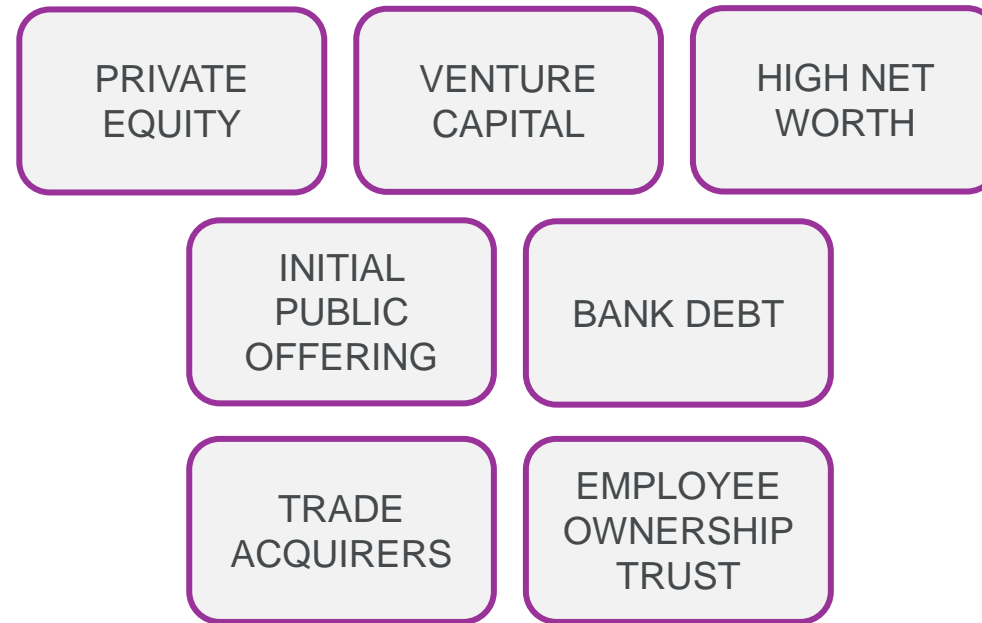 PRIVATE
EQUITY
VENTURE
CAPITAL
HIGH NET
WORTH
INITIAL
PUBLIC
OFFERING
BANK DEBT
TRADE
ACQUIRERS
EMPLOYEE
OWNERSHIP
TRUST